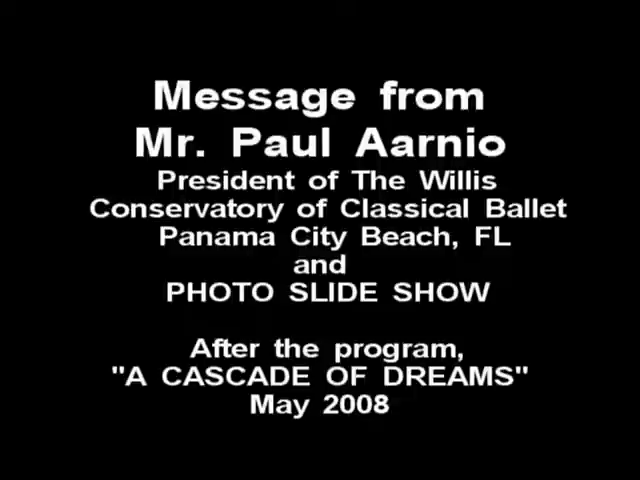 Message from
Mr. Paul Aarnio
President of The Willis
Conservatory of Classical Ballet
Panama City Beach, FL
and
PHOTO SLIDE SHOW
After the program,
"A CASCADE OF DREAMS"
May 2008